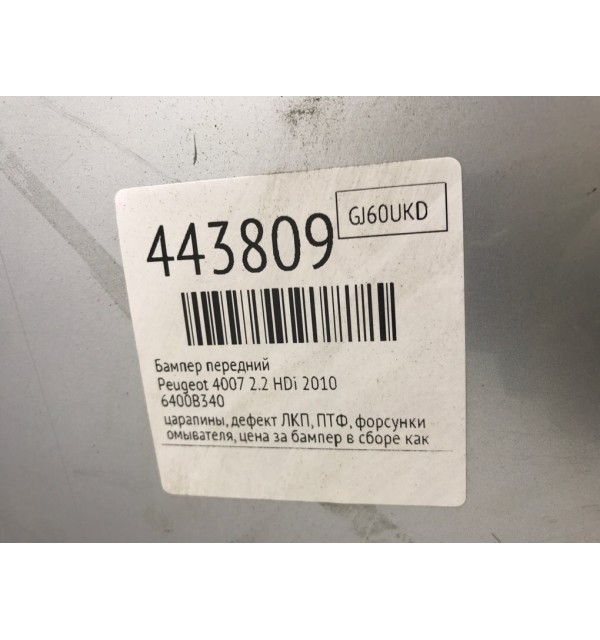 GJ60UKD
443809
Бампер передний
Peugeot 4007 2.2 HDi 2010
6400B340
царапины, дефект ЛКП, ПТФ, форсунки
омывателя, цена за бампер в сборе как